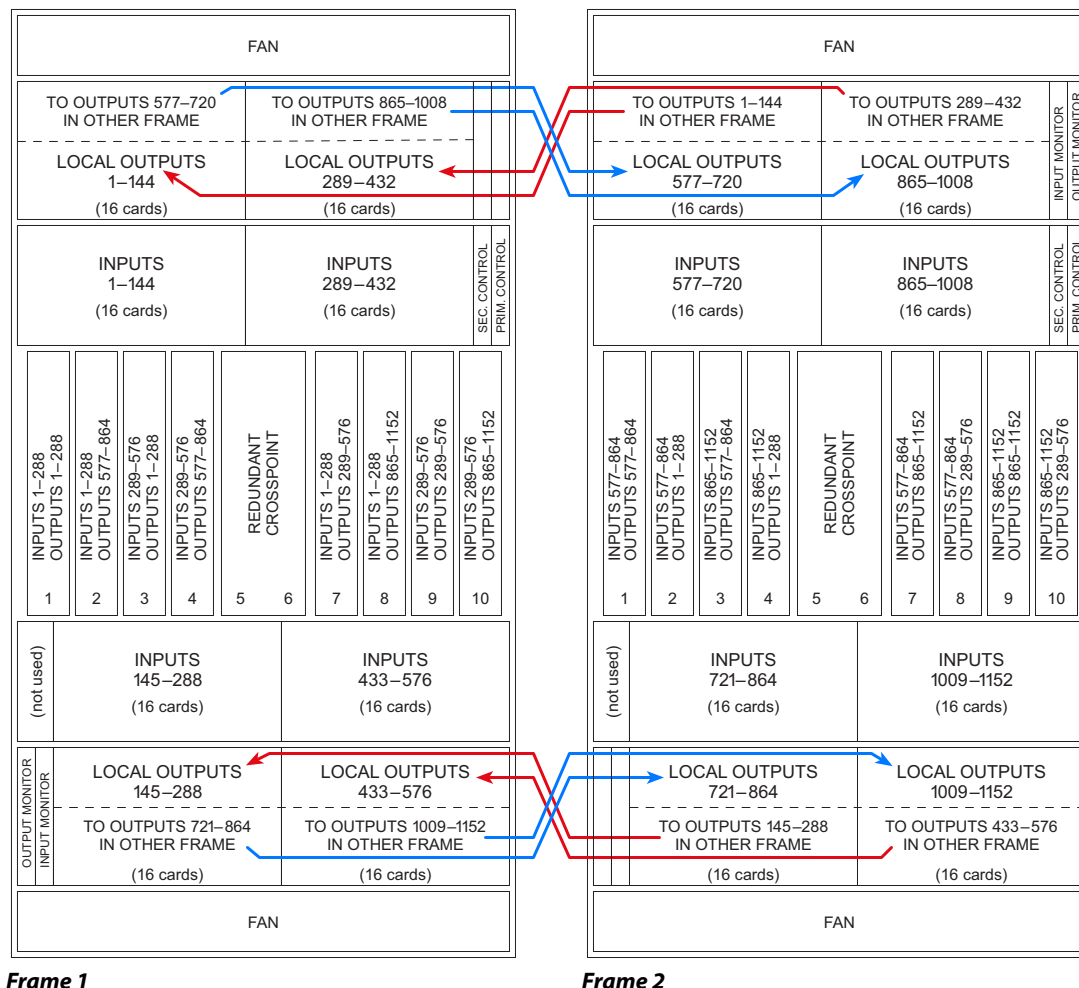 FAN
TO OUTPUTS 577–720
IN OTHER FRAME
TO OUTPUTS 865–1008
IN OTHER FRAME
LOCAL OUTPUTS
1–144
(16 cards)
LOCAL OUTPUTS
289–432
(16 cards)
INPUTS
1–144
(16 cards)
INPUTS
289–432
(16 cards)
SEC. CONTROL
PRIM. CONTROL
INPUTS 1–288
OUTPUTS 1–288
1
INPUTS 1–288
OUTPUTS 577–864
2
INPUTS 289–576
OUTPUTS 1–288
3
INPUTS 289–576
OUTPUTS 577–864
4
REDUNDANT
CROSSPOINT
5 6
INPUTS 1–288
OUTPUTS 289–576
7
INPUTS 1–288
OUTPUTS 865–1152
8
INPUTS 289–576
OUTPUTS 289–576
9
INPUTS 289–576
OUTPUTS 865–1152
10
(not used)
INPUTS
145–288
(16 cards)
INPUTS
433–576
(16 cards)
OUTPUT MONITOR
INPUT MONITOR
LOCAL OUTPUTS
145–288
LOCAL OUTPUTS
433–576
TO OUTPUTS 721–864
IN OTHER FRAME
(16 cards)
TO OUTPUTS 1009–1152
IN OTHER FRAME
(16 cards)
FAN
Frame 1
FAN
TO OUTPUTS 1–144
IN OTHER FRAME
TO OUTPUTS 289–432
IN OTHER FRAME
LOCAL OUTPUTS
577–720
(16 cards)
LOCAL OUTPUTS
865–1008
(16 cards)
INPUT MONITOR
OUTPUT MONITOR
INPUTS
577–720
(16 cards)
INPUTS
865–1008
(16 cards)
SEC. CONTROL
PRIM. CONTROL
INPUTS 577–864
OUTPUTS 577–864
1
INPUTS 577–864
OUTPUTS 1–288
2
INPUTS 865–1152
OUTPUTS 577–864
3
INPUTS 865–1152
OUTPUTS 1–288
4
REDUNDANT
CROSSPOINT
5 6
INPUTS 577–864
OUTPUTS 865–1152
7
INPUTS 577–864
OUTPUTS 289–576
8
INPUTS 865–1152
OUTPUTS 865–1152
9
INPUTS 865–1152
OUTPUTS 289–576
10
(not used)
INPUTS
721–864
(16 cards)
INPUTS
1009–1152
(16 cards)
LOCAL OUTPUTS
721–864
LOCAL OUTPUTS
1009–1152
TO OUTPUTS 145–288
IN OTHER FRAME
(16 cards)
TO OUTPUTS 433–576
IN OTHER FRAME
(16 cards)
FAN
Frame 2